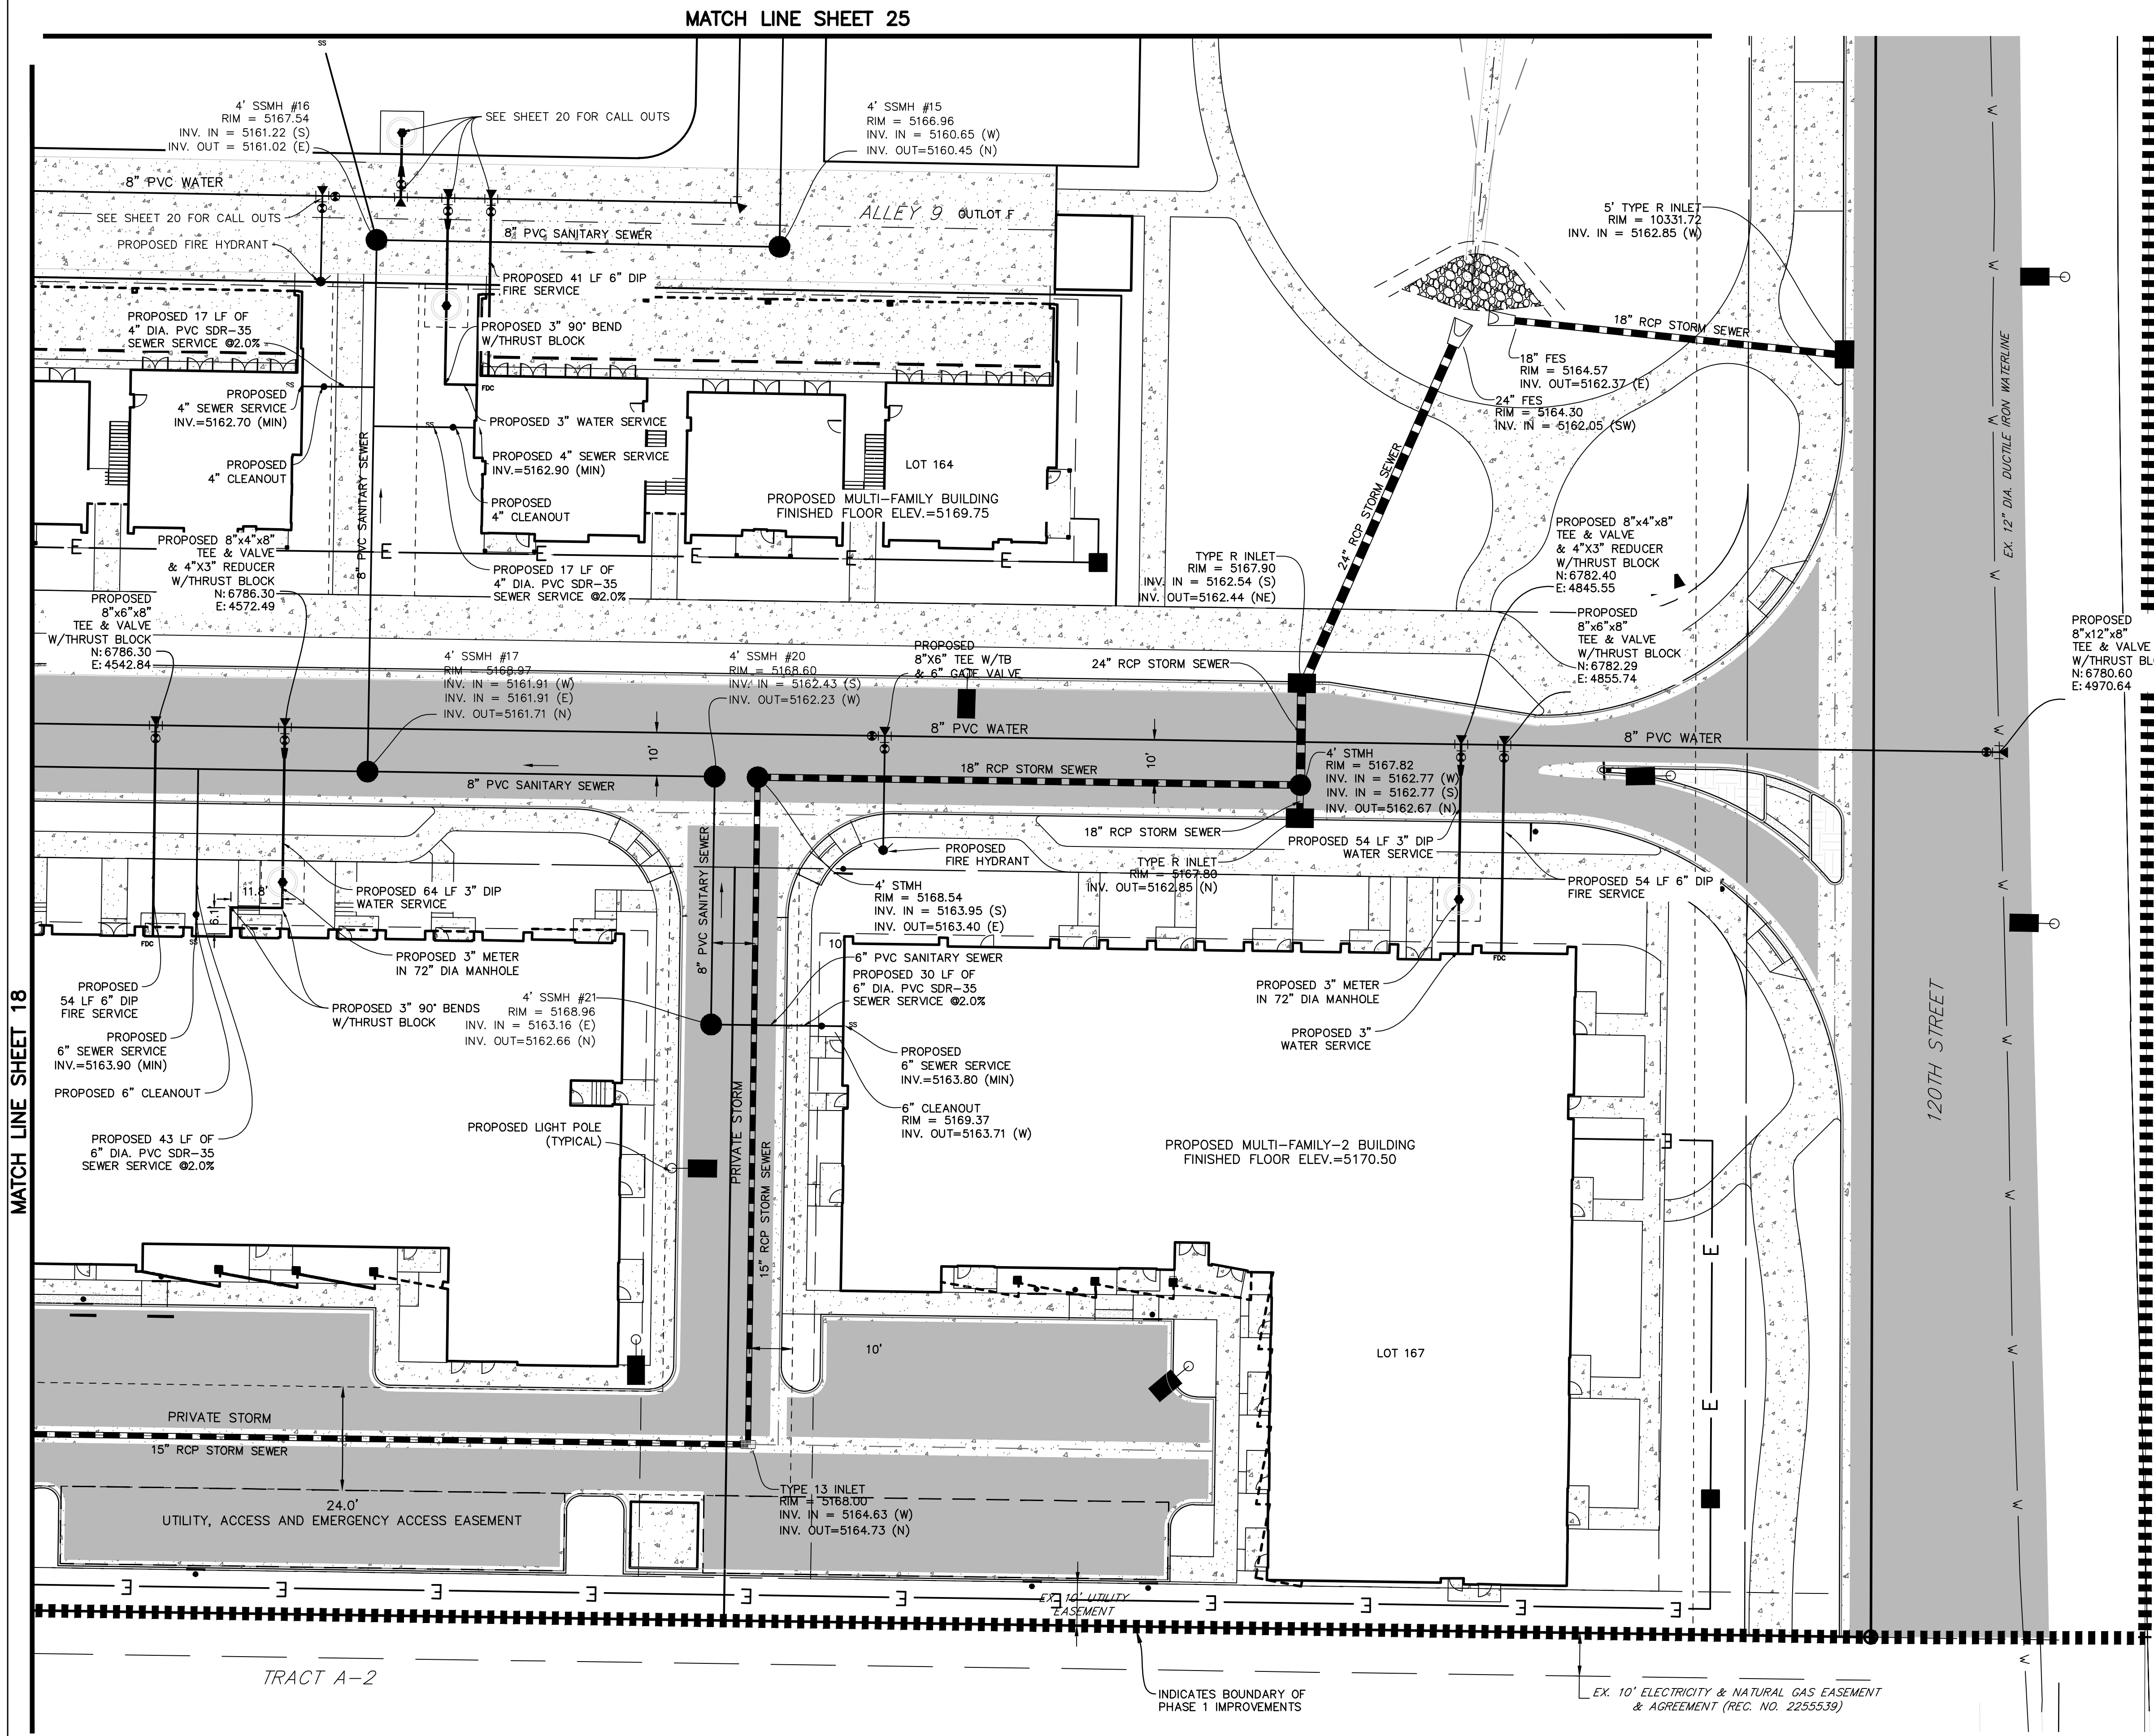 MATCH LINE SHEET 25
SS
4' SSMH #16
RIM = 5167.54
INV. IN = 5161.22 (S)
INV. OUT = 5161.02 (E)
SEE SHEET 20 FOR CALL OUTS
4' SSMH #15
RIM = 5166.96
INV. IN = 5160.65 (W)
INV. OUT=5160.45 (N)
8" PVC WATER
SEE SHEET 20 FOR CALL OUTS
PROPOSED FIRE HYDRANT
8" PVC SANITARY SEWER
ALLEY 9 OUTLOT F
5' TYPE R INLET
RIM = 10331.72
INV. IN = 5162.85 (W)
W
W
W
W
EX. 12" DIA. DUCTILE IRON WATERLINE
PROPOSED 41 LF 6" DIP
FIRE SERVICE
PROPOSED 17 LF OF
4" DIA. PVC SDR-35
SEWER SERVICE @2.0%
PROPOSED 3" 90° BEND
W/THRUST BLOCK
18" RCP STORM SEWER
18" FES
RIM = 5164.57
INV. OUT=5162.37 (E)
24" FES
RIM = 5164.30
INV. IN = 5162.05 (SW)
SS
FDC
PROPOSED
4" SEWER SERVICE
INV.=5162.70 (MIN)
PROPOSED 3" WATER SERVICE
SS
PROPOSED 4" SEWER SERVICE
INV.=5162.90 (MIN)
PROPOSED
4" CLEANOUT
PROPOSED
4" CLEANOUT
8" PVC SANITARY SEWER
LOT 164
PROPOSED MULTI-FAMILY BUILDING
FINISHED FLOOR ELEV.=5169.75
24" RCP STORM SEWER
E
E
E
E
E
E
E
PROPOSED 8"x4"x8"
TEE & VALVE
& 4"X3" REDUCER
W/THRUST BLOCK
N: 6786.30
E: 4572.49
PROPOSED
8"x6"x8"
TEE & VALVE
W/THRUST BLOCK
N: 6786.30
E: 4542.84
PROPOSED 17 LF OF
4" DIA. PVC SDR-35
SEWER SERVICE @2.0%
TYPE R INLET
RIM = 5167.90
INV. IN = 5162.54 (S)
INV. OUT=5162.44 (NE)
PROPOSED 8"x4"x8"
TEE & VALVE
& 4"X3" REDUCER
W/THRUST BLOCK
N: 6782.40
E: 4845.55
PROPOSED
8"x6"x8"
TEE & VALVE
W/THRUST BLOCK
N: 6782.29
E: 4855.74
PROPOSED
8"x12"x8"
TEE & VALVE
W/THRUST BL
N: 6780.60
E: 4970.64
4' SSMH #17
RIM = 5168.97
INV. IN = 5161.91 (W)
INV. IN = 5161.91 (E)
INV. OUT=5161.71 (N)
4' SSMH #20
RIM = 5168.60
INV. IN = 5162.43 (S)
INV. OUT=5162.23 (W)
PROPOSED
8"X6" TEE W/TB
& 6" GATE VALVE
24" RCP STORM SEWER
8" PVC WATER
8" PVC WATER
10'
10'
8" PVC SANITARY SEWER
18" RCP STORM SEWER
4' STMH
RIM = 5167.82
INV. IN = 5162.77 (W)
INV. IN = 5162.77 (S)
INV. OUT=5162.67 (N)
18" RCP STORM SEWER
PROPOSED 54 LF 3" DIP
WATER SERVICE
TYPE R INLET
RIM = 5167.80
INV. OUT=5162.85 (N)
PROPOSED 54 LF 6" DIP
FIRE SERVICE
PROPOSED
FIRE HYDRANT
4' STMH
RIM = 5168.54
INV. IN = 5163.95 (S)
INV. OUT=5163.40 (E)
11.8'
6.1'
PROPOSED 64 LF 3" DIP
WATER SERVICE
8" PVC SANITARY SEWER
10'
FDC
SS
PROPOSED 3" METER
IN 72" DIA MANHOLE
6" PVC SANITARY SEWER
PROPOSED 30 LF OF
6" DIA. PVC SDR-35
SEWER SERVICE @2.0%
FDC
PROPOSED 3" METER
IN 72" DIA MANHOLE
PROPOSED 3"
WATER SERVICE
PROPOSED
54 LF 6" DIP
FIRE SERVICE
PROPOSED 3" 90° BENDS
W/THRUST BLOCK
4' SSMH #21
RIM = 5168.96
INV. IN = 5163.16 (E)
INV. OUT=5162.66 (N)
SS
PROPOSED
6" SEWER SERVICE
INV.=5163.90 (MIN)
PROPOSED
6" SEWER SERVICE
INV.=5163.80 (MIN)
PROPOSED 6" CLEANOUT
6" CLEANOUT
RIM = 5169.37
INV. OUT=5163.71 (W)
PROPOSED 43 LF OF
6" DIA. PVC SDR-35
SEWER SERVICE @2.0%
PROPOSED LIGHT POLE
(TYPICAL)
PRIVATE STORM
15" RCP STORM SEWER
PROPOSED MULTI-FAMILY-2 BUILDING
FINISHED FLOOR ELEV.=5170.50
120TH STREET
W
W
W
W
W
W
W
E
E
E
MATCH LINE SHEET 18
10'
LOT 167
PRIVATE STORM
15" RCP STORM SEWER
24.0'
UTILITY, ACCESS AND EMERGENCY ACCESS EASEMENT
TYPE 13 INLET
RIM = 5168.00
INV. IN = 5164.63 (W)
INV. OUT=5164.73 (N)
E
E
E
E
E
E
E
E
E
E
E
EX. 10' UTILITY
EASEMENT
TRACT A-2
INDICATES BOUNDARY OF
PHASE 1 IMPROVEMENTS
EX. 10' ELECTRICITY & NATURAL GAS EASEMENT
& AGREEMENT (REC. NO. 2255539)